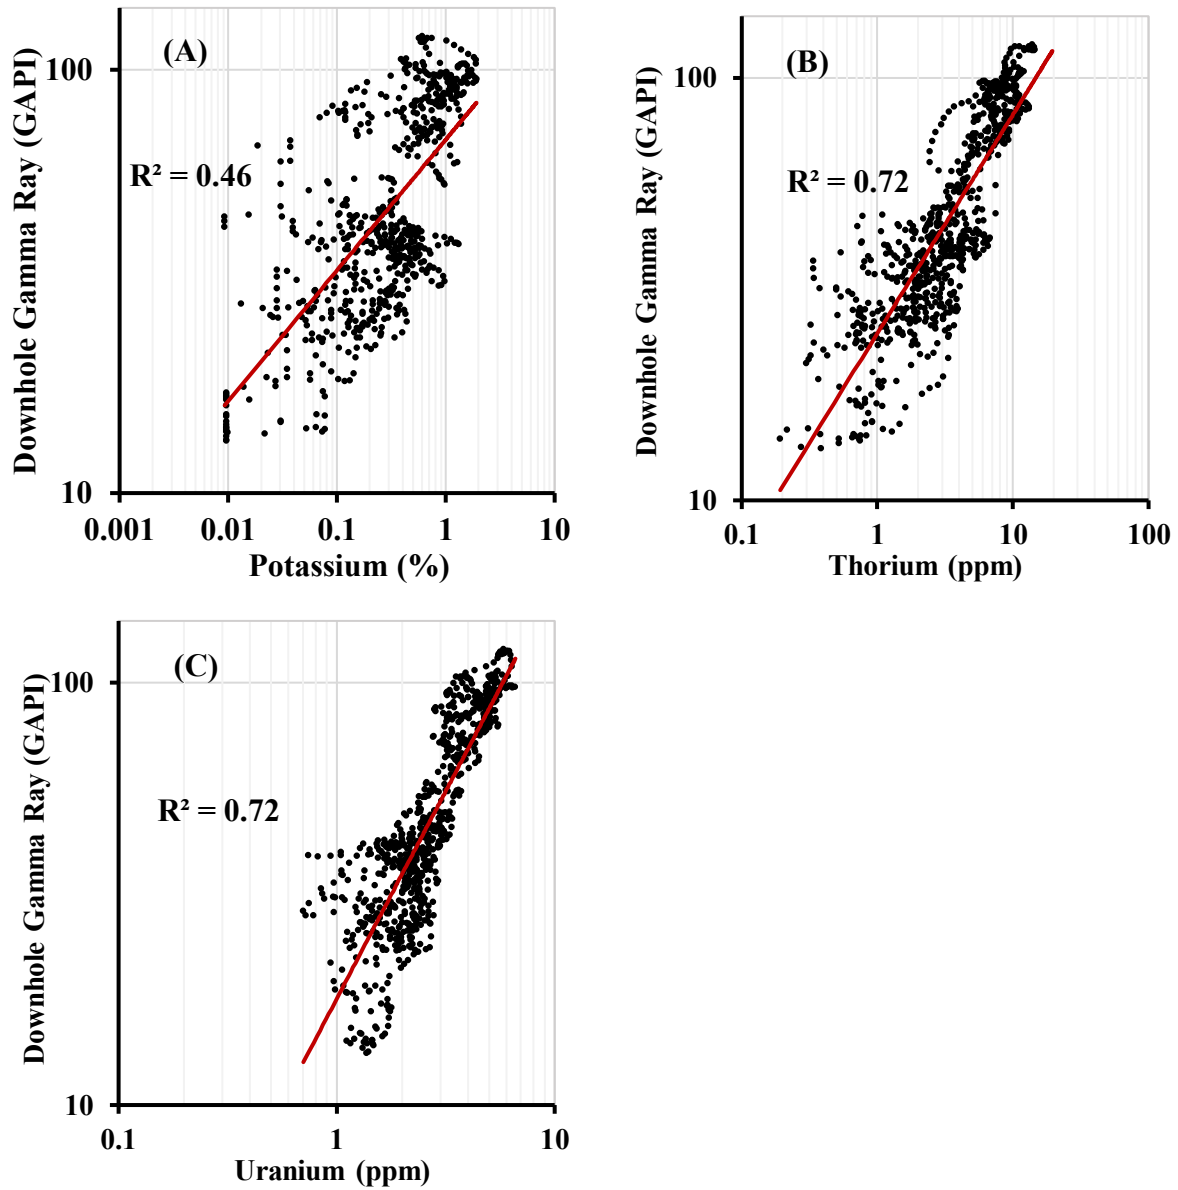 (A)
Downhole Gamma Ray (GAPI)
100
R² = 0.46
10
0.001 0.01 0.1 1 10
Potassium (%)
(B)
Downhole Gamma Ray (GAPI)
100
R² = 0.72
10
0.1 1 10 100
Thorium (ppm)
(C)
Downhole Gamma Ray (GAPI)
100
R² = 0.72
10
0.1 1 10
Uranium (ppm)